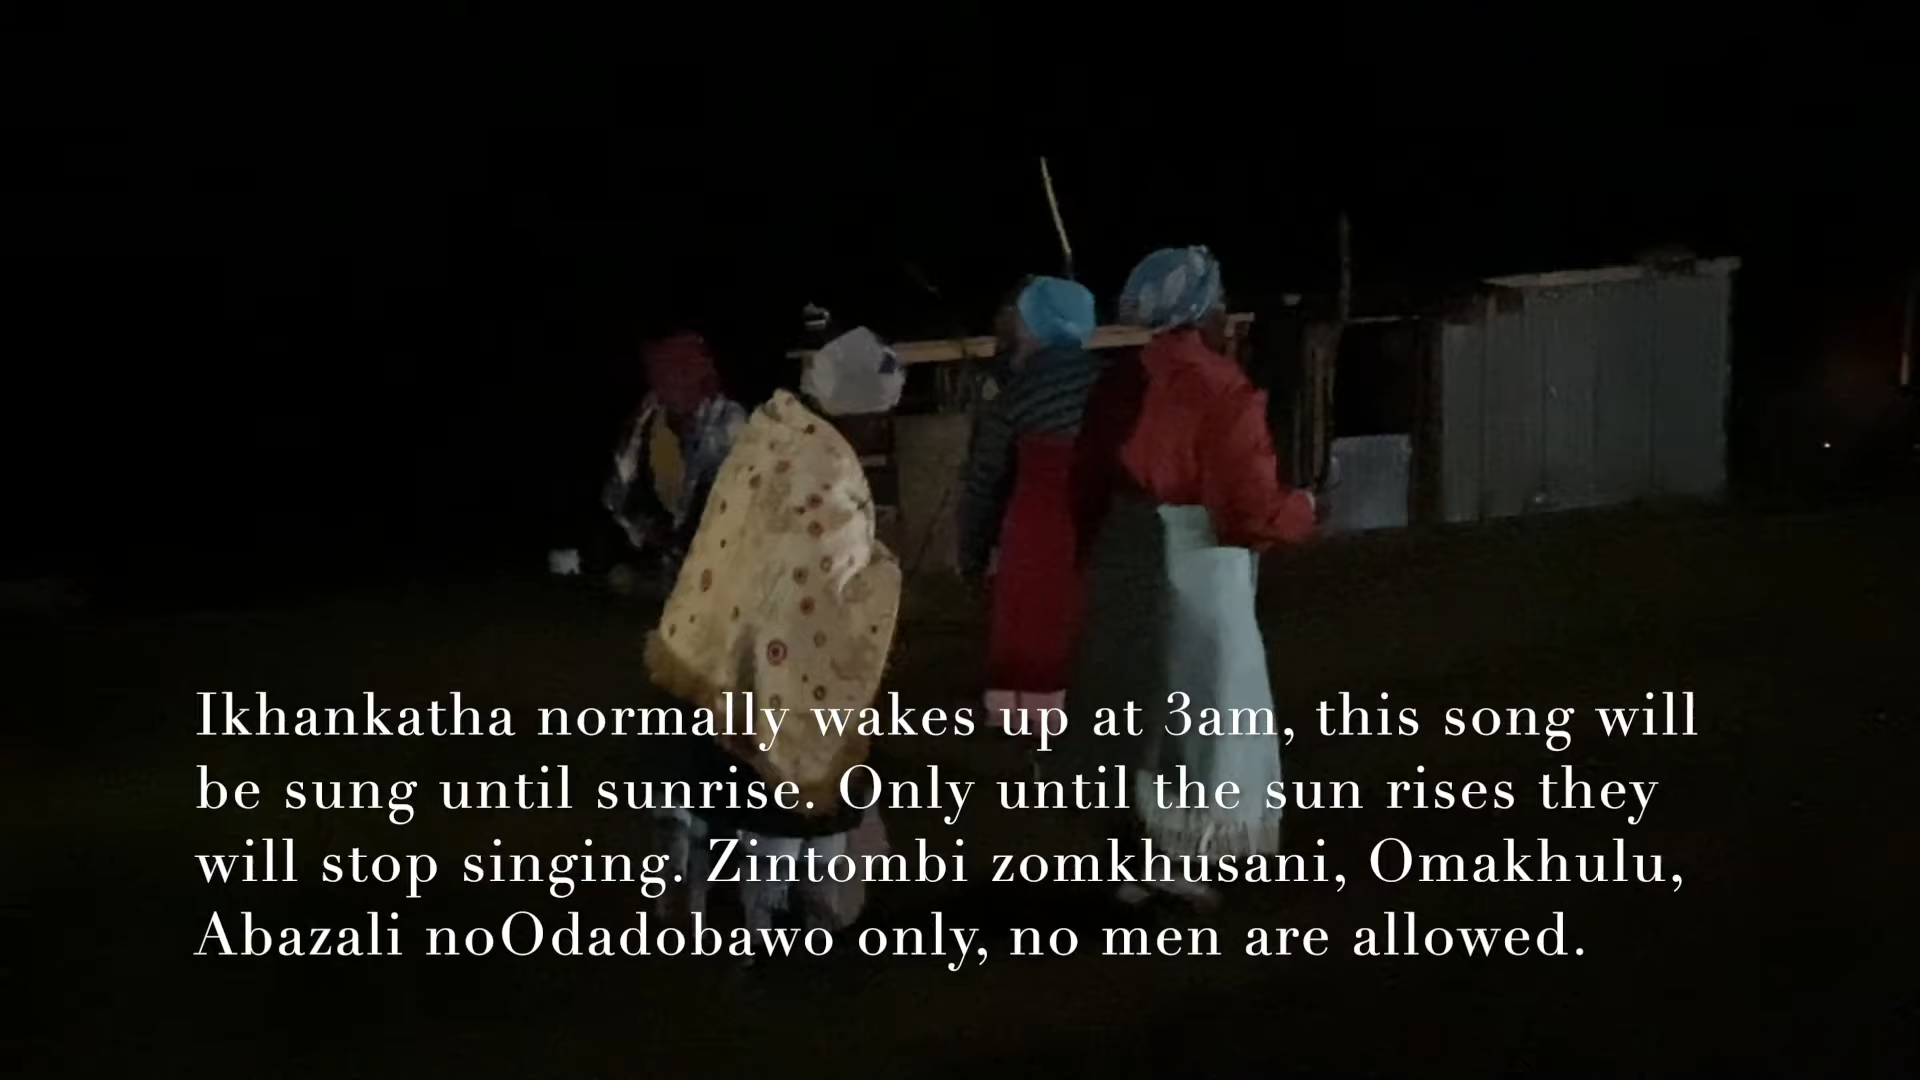 Ikhankatha normally wakes up at 3am, this song will
be sung until sunrise. Only until the sun rises they
will stop singing. Zintombi zomkhusani, Omakhulu,
Abazali noOdadobawo only, no men are allowed.